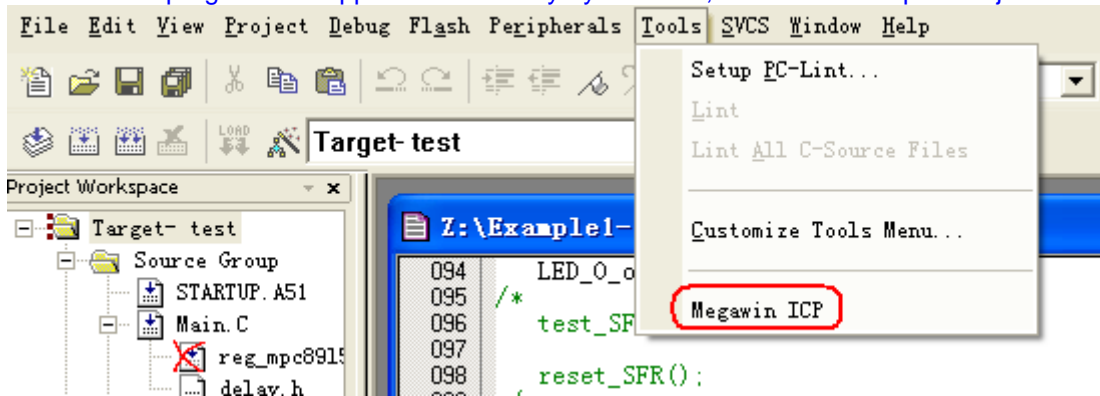 File Edit View Project Debug Flash Peripherals Tools SVCS Window Help
Setup PC-Lint...
Lint
Lint All C-Source Files
Customize Tools Menu...
Megawin ICP
LOAD
Target- test
Project Workspace
Target- test
Source Group
STARTUP.A51
Main.C
reg_mpc8915
delay.h
Z:\Example1-
094 LED_0_o
095 /*
096 test_SF
097
098 reset_SFR();